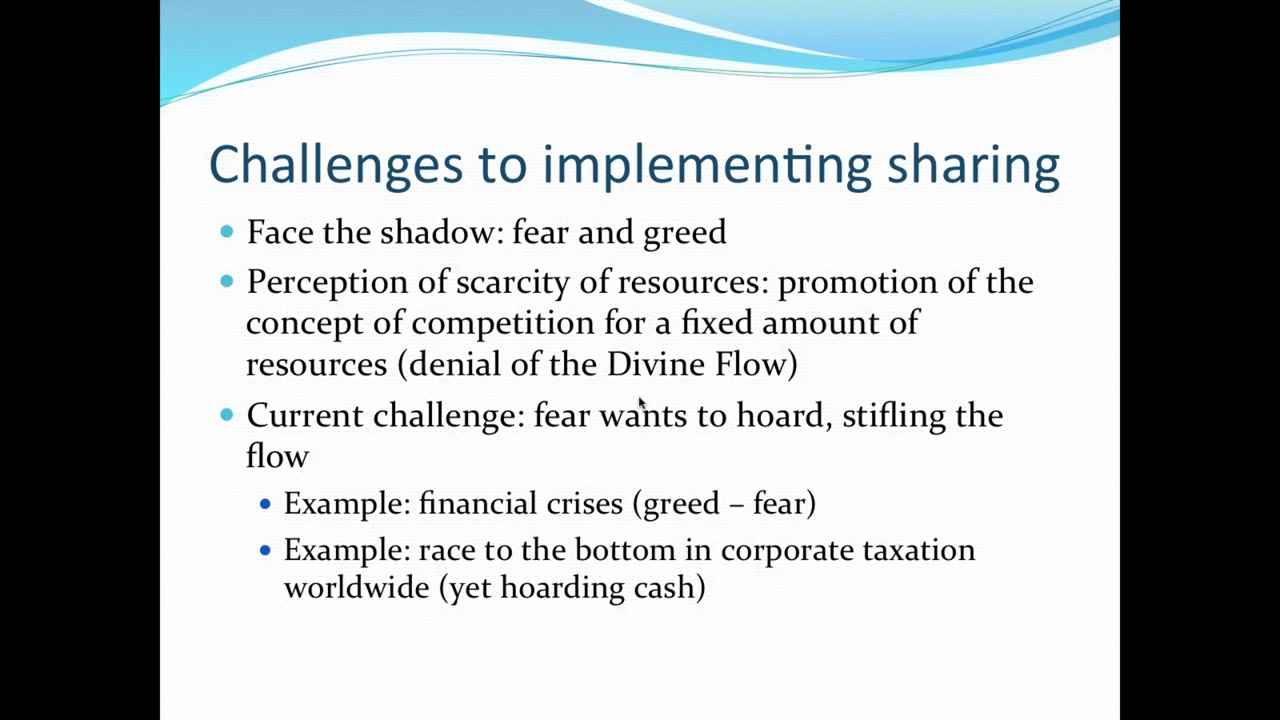 Challenges to implementing sharing
• Face the shadow: fear and greed
• Perception of scarcity of resources: promotion of the
concept of competition for a fixed amount of
resources (denial of the Divine Flow)
• Current challenge: fear wants to hoard, stifling the
flow
• Example: financial crises (greed – fear)
• Example: race to the bottom in corporate taxation
worldwide (yet hoarding cash)